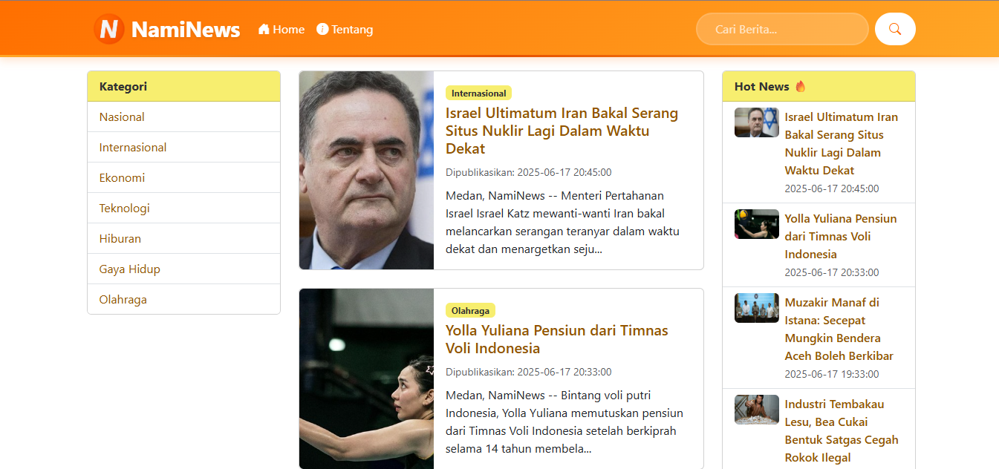 N NamiNews
Home
Tentang
Cari Berita...
Kategori
Nasional
Internasional
Ekonomi
Teknologi
Hiburan
Gaya Hidup
Olahraga
Internasional
Israel Ultimatum Iran Bakal Serang
Situs Nuklir Lagi Dalam Waktu
Dekat
Dipublikasikan: 2025-06-17 20:45:00
Medan, NamiNews -- Menteri Pertahanan
Israel Israel Katz mewanti-wanti Iran bakal
melancarkan serangan teranyar dalam waktu
dekat dan menargetkan seju...
Olahraga
Yolla Yuliana Pensiun dari Timnas
Voli Indonesia
Dipublikasikan: 2025-06-17 20:33:00
Medan, NamiNews -- Bintang voli putri
Indonesia, Yolla Yuliana memutuskan pensiun
dari Timnas Voli Indonesia setelah berkiprah
selama 14 tahun membela...
Hot News 🔥
Israel Ultimatum Iran
Bakal Serang Situs
Nuklir Lagi Dalam
Waktu Dekat
2025-06-17 20:45:00
Yolla Yuliana Pensiun
dari Timnas Voli
Indonesia
2025-06-17 20:33:00
Muzakir Manaf di
Istana: Secepat
Mungkin Bendera
Aceh Boleh Berkibar
2025-06-17 19:33:00
Industri Tembakau
Lesu, Bea Cukai
Bentuk Satgas Cegah
Rokok Ilegal